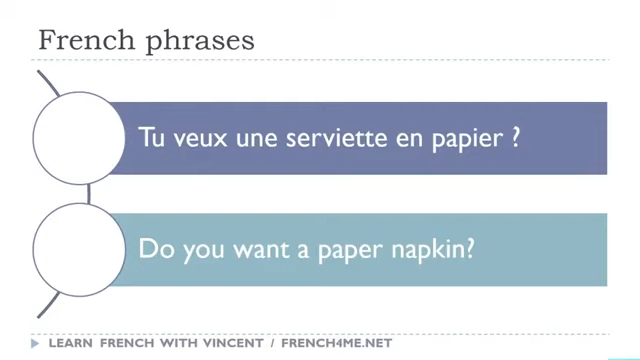 French phrases
Tu veux une serviette en papier ?
Do you want a paper napkin?
LEARN FRENCH WITH VINCENT / FRENCH4ME.NET